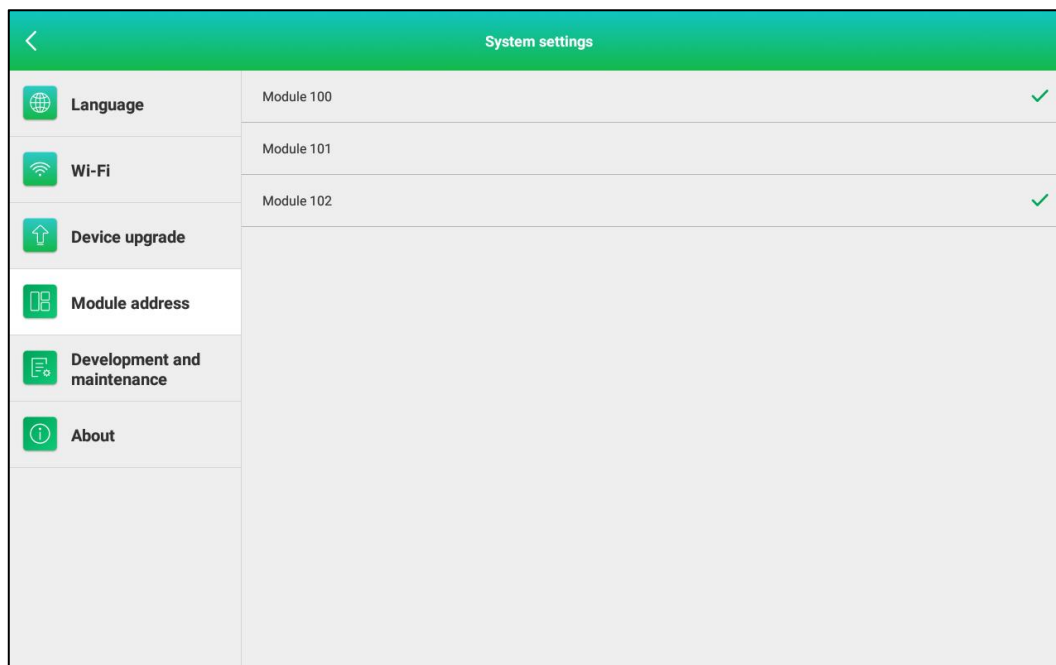 System settings
Language
Wi-Fi
Device upgrade
Module address
Development and
maintenance
About
Module 100
Module 101
Module 102